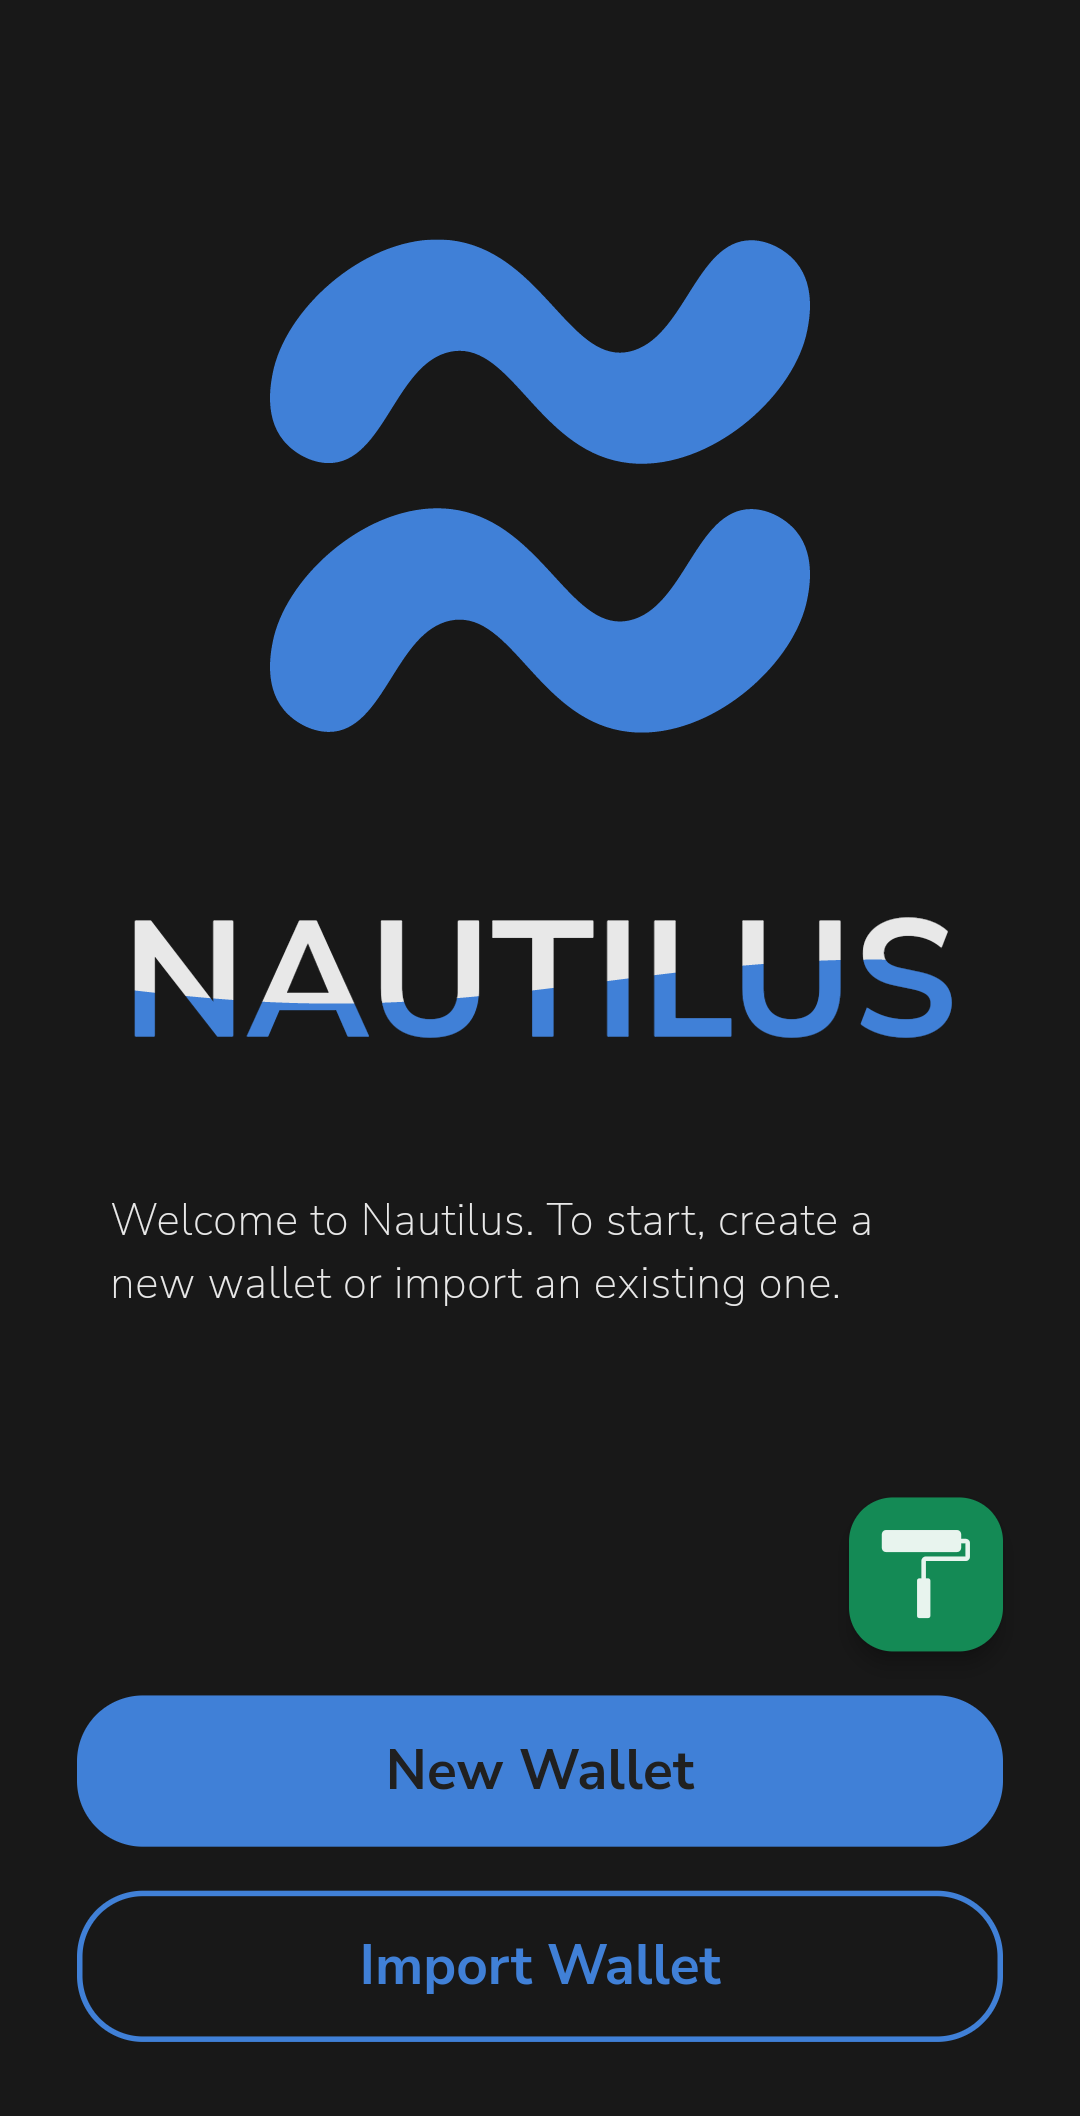 NAUTILUS
Welcome to Nautilus. To start, create a
new wallet or import an existing one.
New Wallet
Import Wallet